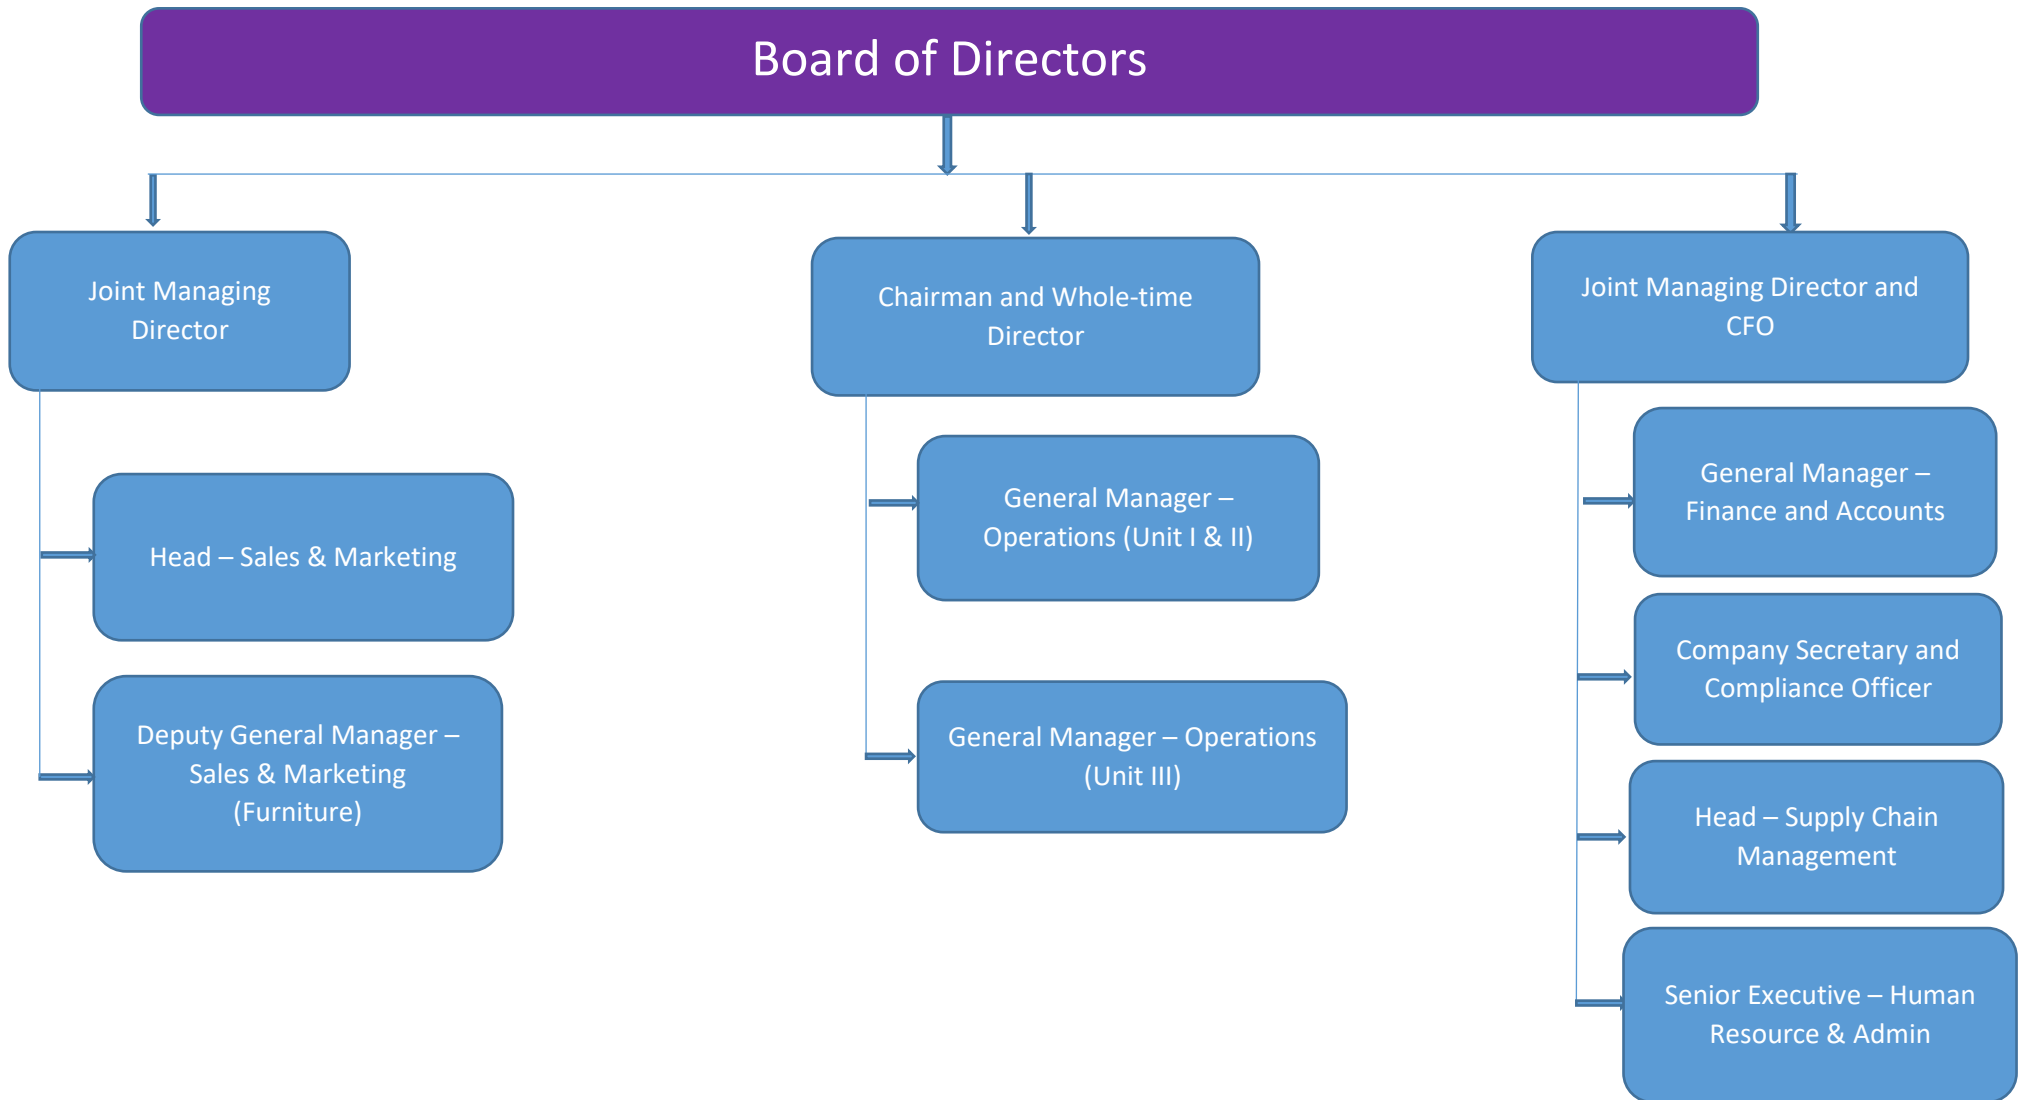 Board of Directors
Joint Managing
Director
Chairman and Whole-time
Director
Joint Managing Director and
CFO
Head – Sales & Marketing
Deputy General Manager –
Sales & Marketing
(Furniture)
General Manager –
Operations (Unit I & II)
General Manager – Operations
(Unit III)
General Manager –
Finance and Accounts
Company Secretary and
Compliance Officer
Head – Supply Chain
Management
Senior Executive – Human
Resource & Admin